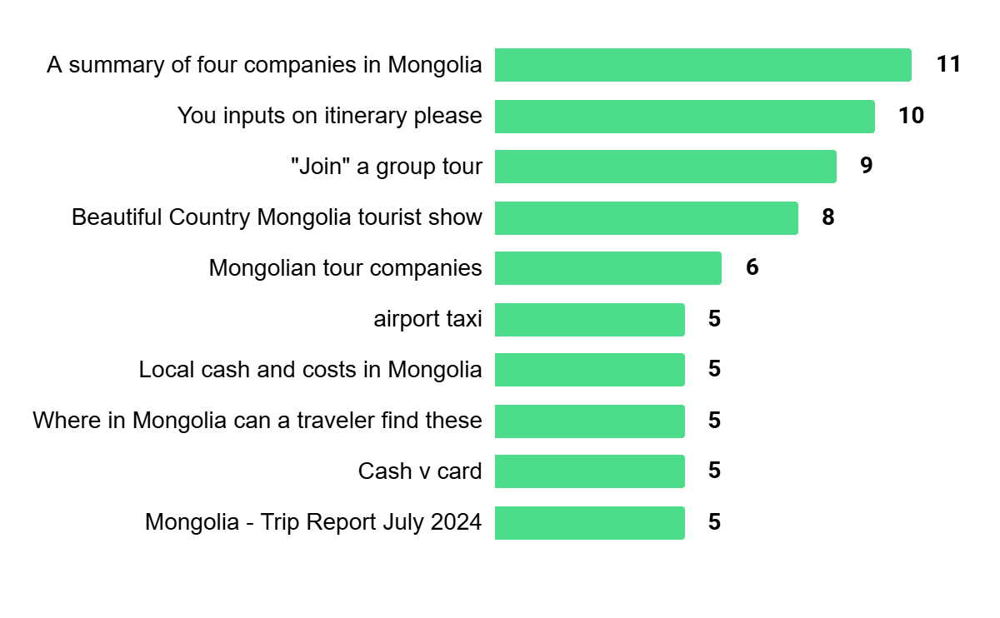 A summary of four companies in Mongolia 11
You inputs on itinerary please 10
"Join" a group tour 9
Beautiful Country Mongolia tourist show 8
Mongolian tour companies 6
airport taxi 5
Local cash and costs in Mongolia 5
Where in Mongolia can a traveler find these 5
Cash v card 5
Mongolia - Trip Report July 2024 5